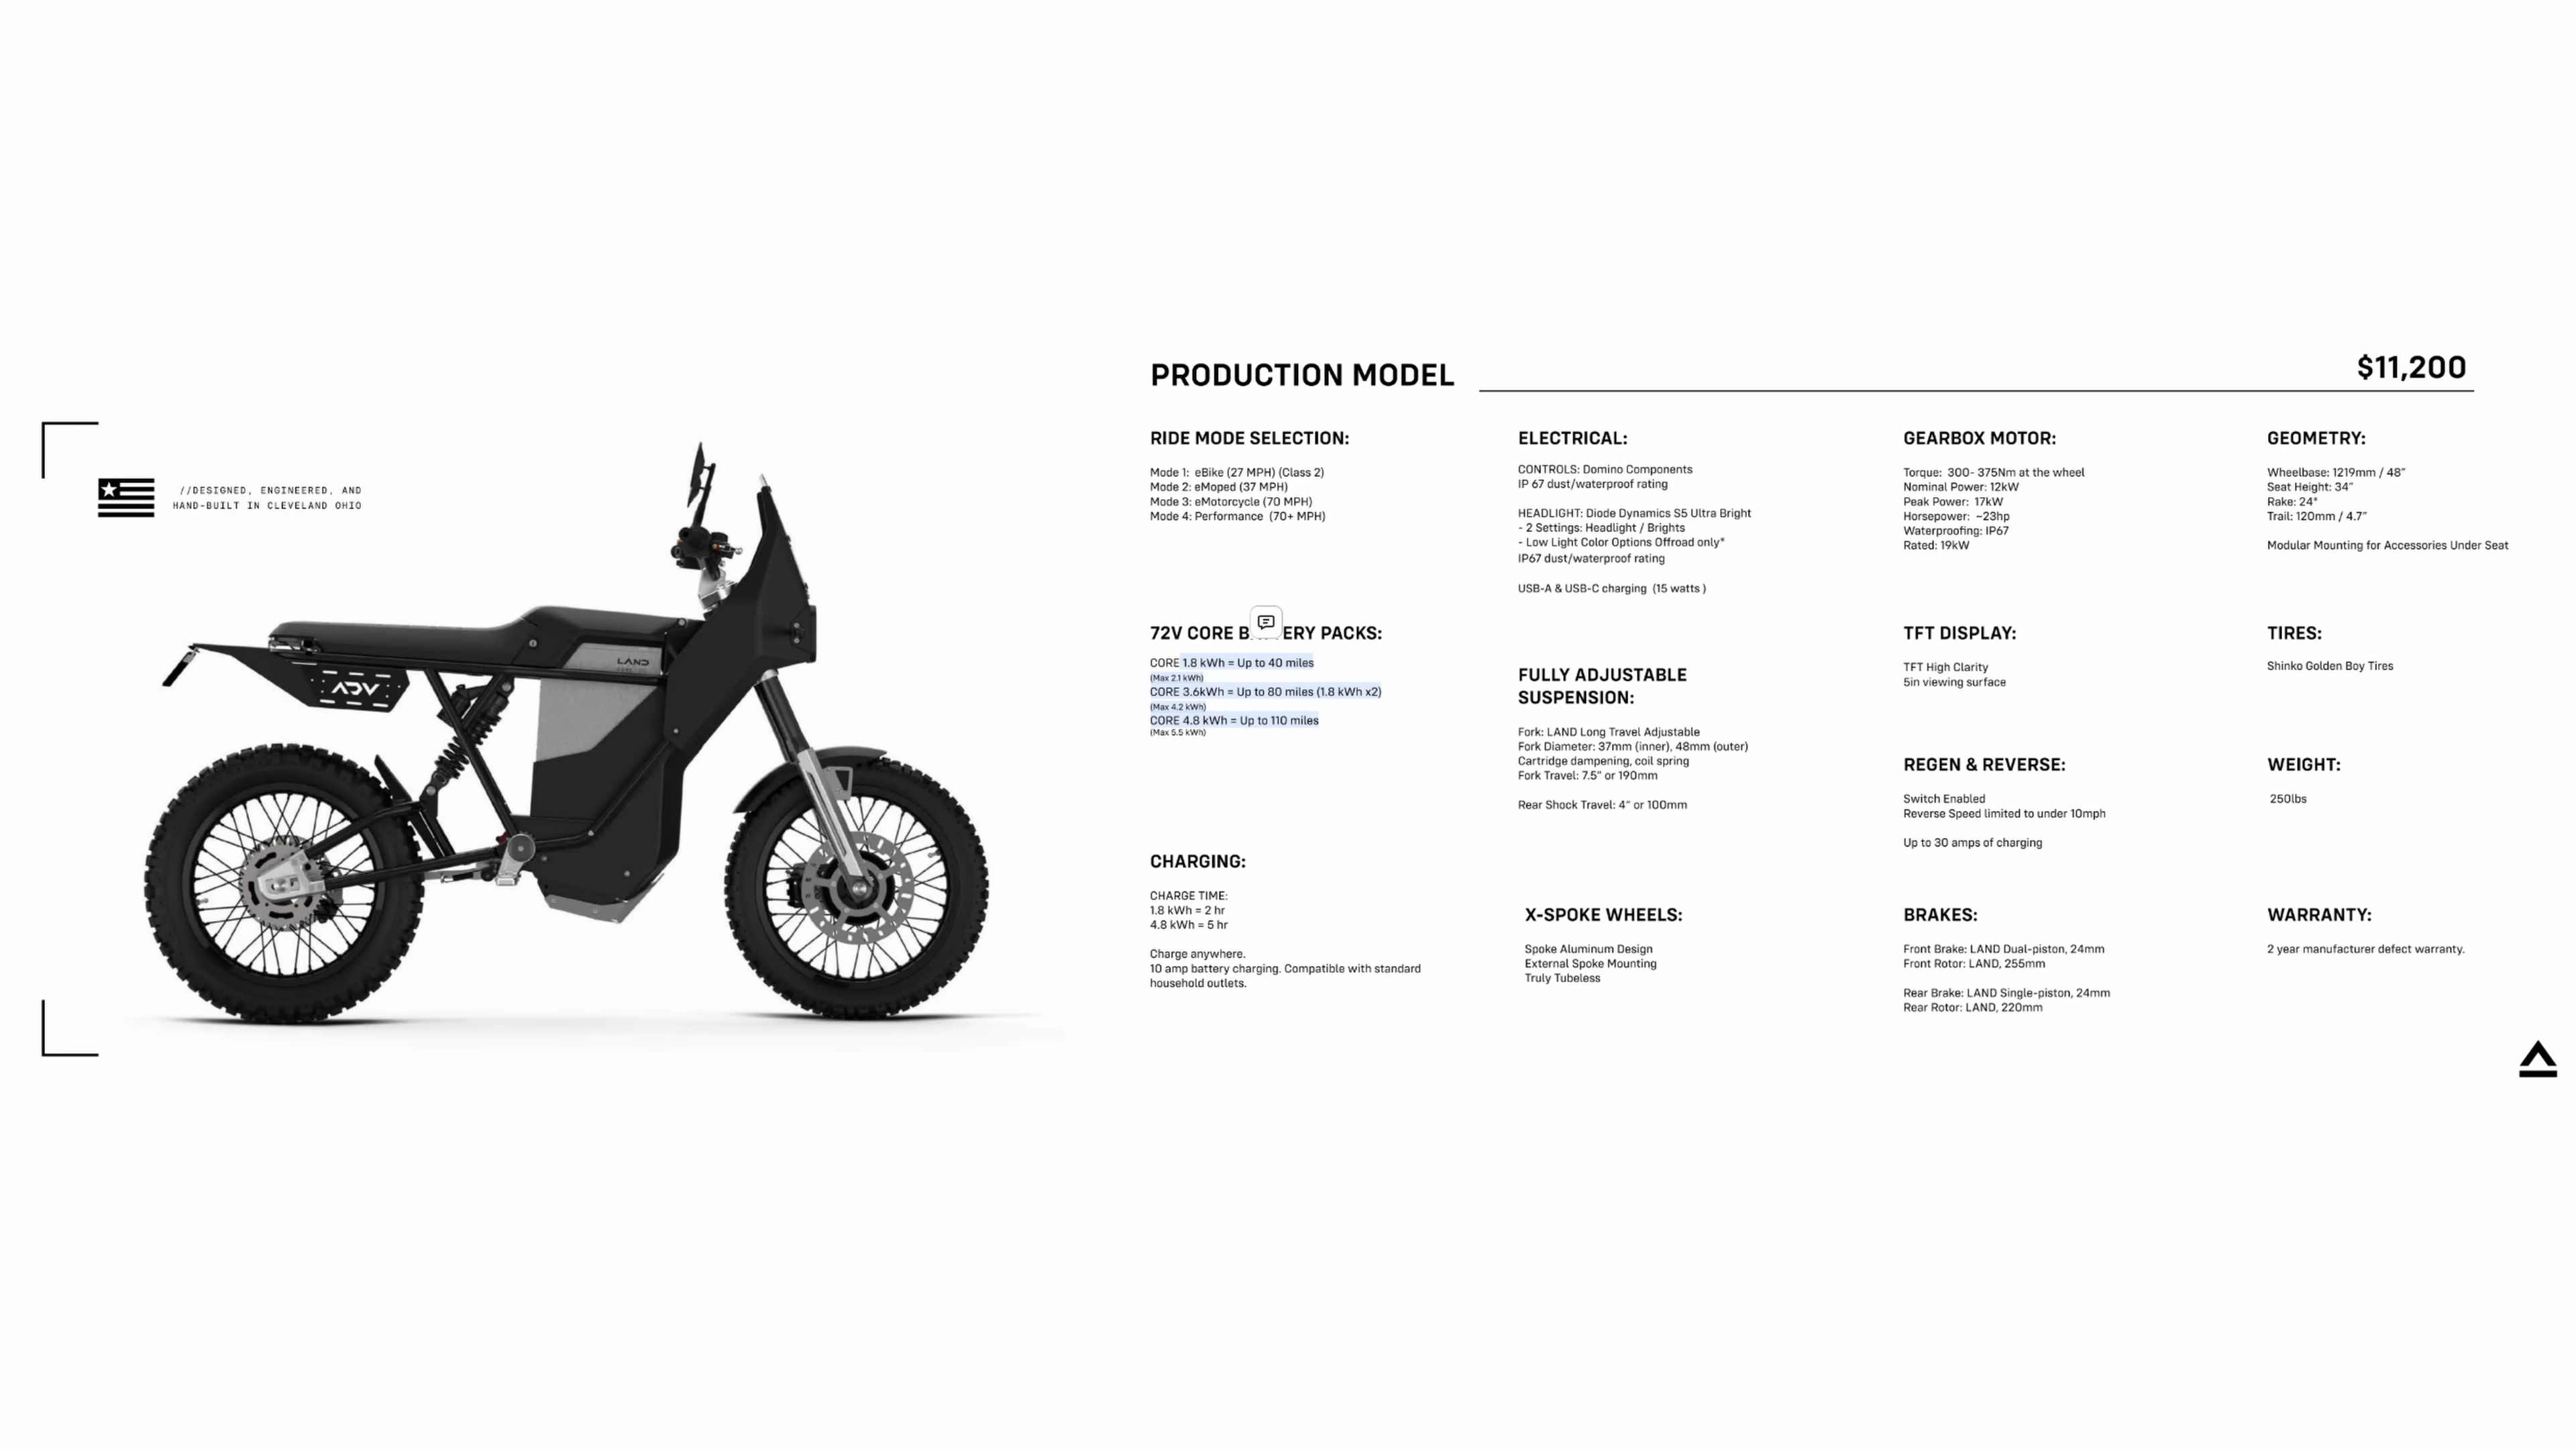 //DESIGNED, ENGINEERED, AND
HAND-BUILT IN CLEVELAND OHIO
LAND
ADV
PRODUCTION MODEL
$11,200
RIDE MODE SELECTION:
Mode 1: eBike (27 MPH) (Class 2)
Mode 2: eMoped (37 MPH)
Mode 3: eMotorcycle (70 MPH)
Mode 4: Performance (70+ MPH)
72V CORE PACKS:
CORE 1.8 kWh = Up to 40 miles
(Max 2.1 kWh)
CORE 3.6kWh = Up to 80 miles (1.8 kWh x2)
(Max 4.2 kWh)
CORE 4.8 kWh = Up to 110 miles
(Max 5.5 kWh)
CHARGING:
CHARGE TIME:
1.8 kWh = 2 hr
4.8 kWh = 5 hr
Charge anywhere.
10 amp battery charging. Compatible with standard
household outlets.
ELECTRICAL:
CONTROLS: Domino Components
IP 67 dust/waterproof rating
HEADLIGHT: Diode Dynamics S5 Ultra Bright
- 2 Settings: Headlight / Brights
- Low Light Color Options Offroad only*
IP67 dust/waterproof rating
USB-A & USB-C charging (15 watts )
FULLY ADJUSTABLE
SUSPENSION:
Fork: LAND Long Travel Adjustable
Fork Diameter: 37mm (inner), 48mm (outer)
Cartridge dampening, coil spring
Fork Travel: 7.5" or 190mm
Rear Shock Travel: 4" or 100mm
X-SPOKE WHEELS:
Spoke Aluminum Design
External Spoke Mounting
Truly Tubeless
GEARBOX MOTOR:
Torque: 300- 375Nm at the wheel
Nominal Power: 12kW
Peak Power: 17kW
Horsepower: ~23hp
Waterproofing: IP67
Rated: 19kW
TFT DISPLAY:
TFT High Clarity
5in viewing surface
REGEN & REVERSE:
Switch Enabled
Reverse Speed limited to under 10mph
Up to 30 amps of charging
BRAKES:
Front Brake: LAND Dual-piston, 24mm
Front Rotor: LAND, 255mm
Rear Brake: LAND Single-piston, 24mm
Rear Rotor: LAND, 220mm
GEOMETRY:
Wheelbase: 1219mm / 48"
Seat Height: 34"
Rake: 24°
Trail: 120mm / 4.7"
Modular Mounting for Accessories Under Seat
TIRES:
Shinko Golden Boy Tires
WEIGHT:
250lbs
WARRANTY:
2 year manufacturer defect warranty.